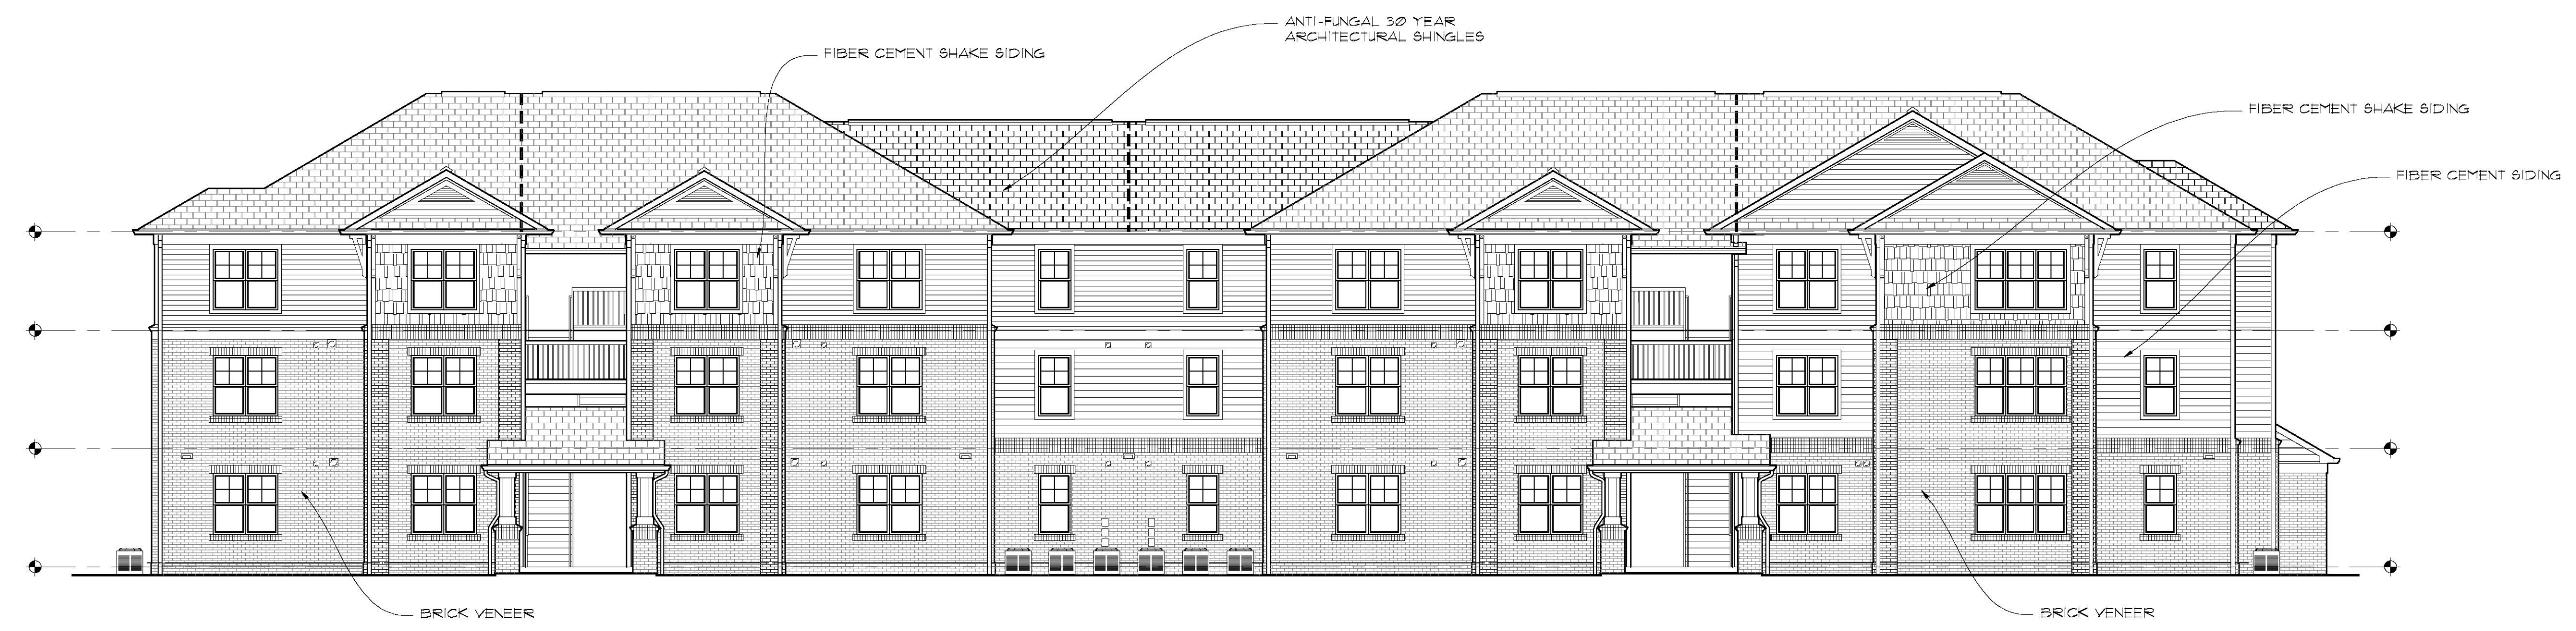 ANTI-FUNGAL 30 YEAR
ARCHITECTURAL SHINGLES
FIBER CEMENT SHAKE SIDING
FIBER CEMENT SHAKE SIDING
FIBER CEMENT SIDING
BRICK VENEER
BRICK VENEER